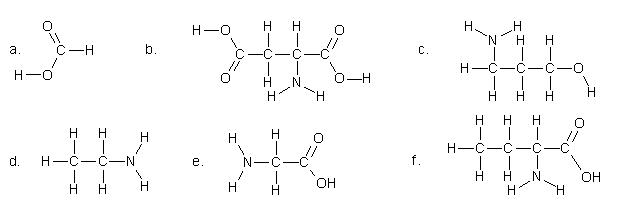 a.
O
C—H
H—O
b.
H—O H H O
C—C—C—C
O H N O—H
H H
c.
H H
N H H
H—C—C—C—O
H H H H
d.
H H H
H—C—C—N
H H H
e.
H H O
N—C—C
H H OH
f.
H H H O
H—C—C—C—C
H H N OH
H H